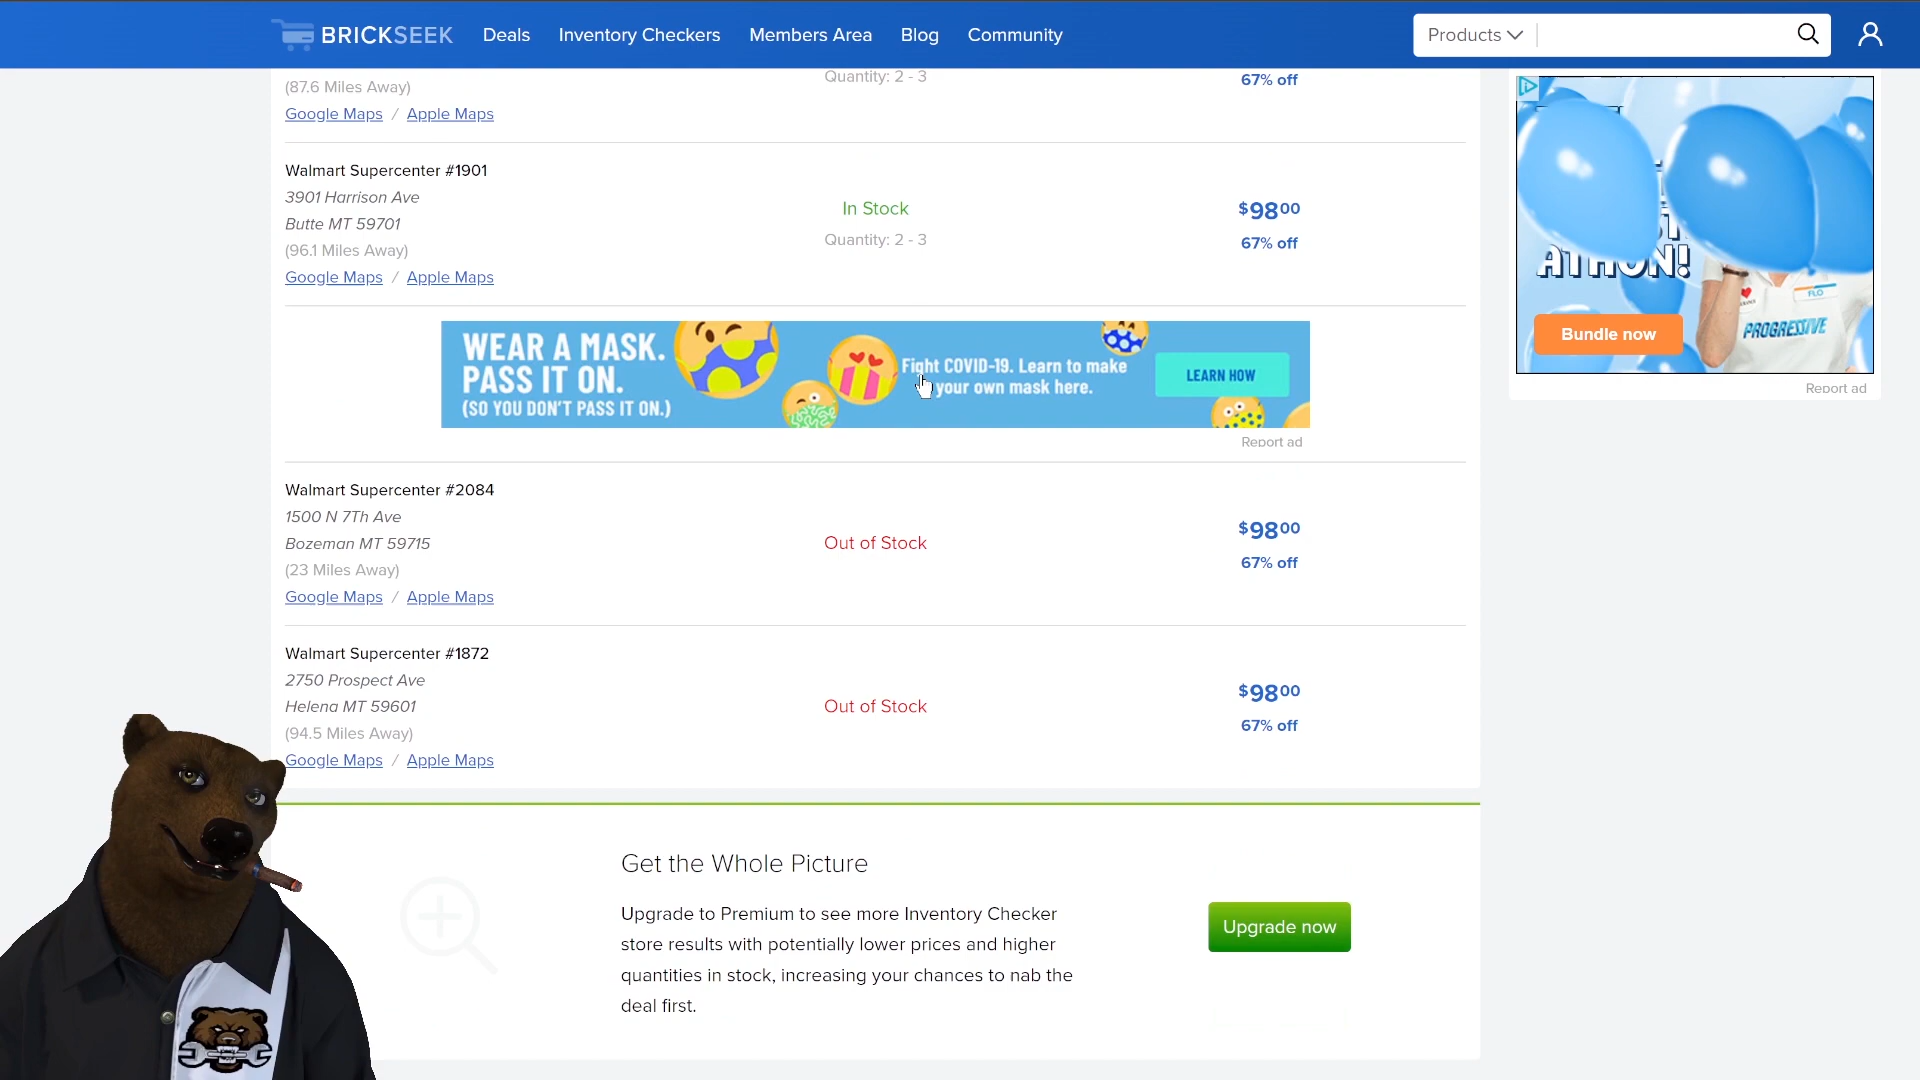 BRICKSEEK
Deals
Inventory Checkers
Members Area
Blog
Community
Products
(87.6 Miles Away)
Google Maps / Apple Maps
Quantity: 2 - 3
67% off
Walmart Supercenter #1901
3901 Harrison Ave
Butte MT 59701
(96.1 Miles Away)
Google Maps / Apple Maps
In Stock
Quantity: 2 - 3
$98 00
67% off
WEAR A MASK.
PASS IT ON.
(SO YOU DON'T PASS IT ON.)
Fight COVID-19. Learn to make
your own mask here.
LEARN HOW
Report ad
Walmart Supercenter #2084
1500 N 7Th Ave
Bozeman MT 59715
(23 Miles Away)
Google Maps / Apple Maps
Out of Stock
$98 00
67% off
Walmart Supercenter #1872
2750 Prospect Ave
Helena MT 59601
(94.5 Miles Away)
Google Maps / Apple Maps
Out of Stock
$98 00
67% off
Get the Whole Picture
Upgrade to Premium to see more Inventory Checker
store results with potentially lower prices and higher
quantities in stock, increasing your chances to nab the
deal first.
Upgrade now
ATHON!
FLO
PROGRESSIVE
Bundle now
Report ad